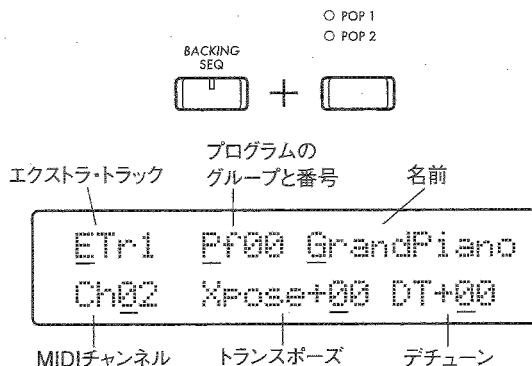 ○ POP 1
○ POP 2
BACKING
SEQ
+
プログラムの
エクストラ・トラック グループと番号 名前
ETr1 Pf00 GrandPiano
Ch02 Xpose+00 DT+00
MIDIチャンネル トランスポーズ デチューン